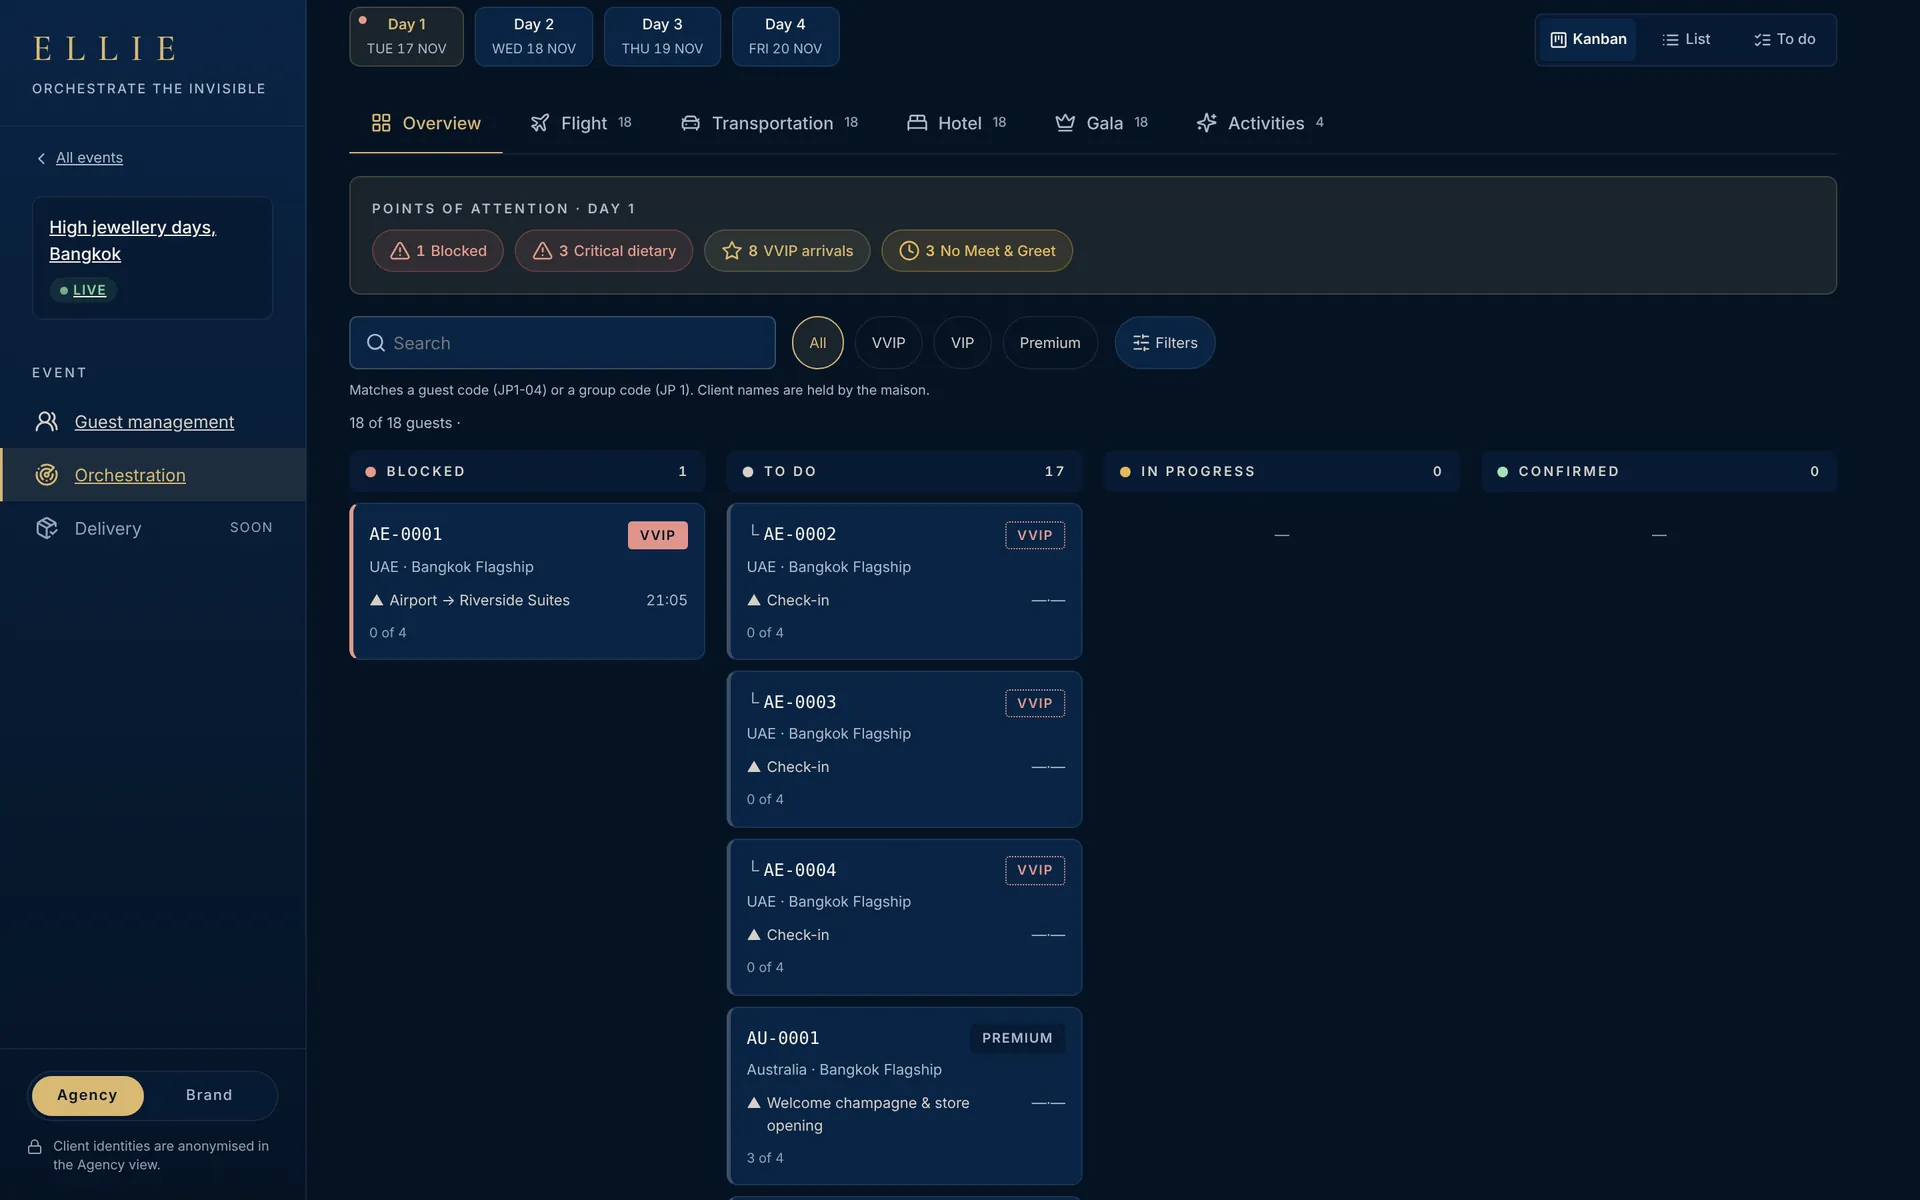 ELLIE
ORCHESTRATE THE INVISIBLE
All events
High jewellery days,
Bangkok
LIVE
EVENT
Guest management
Orchestration
Delivery SOON
Agency Brand
Client identities are anonymised in
the Agency view.
Day 1
TUE 17 NOV
Day 2
WED 18 NOV
Day 3
THU 19 NOV
Day 4
FRI 20 NOV
Kanban List To do
Overview Flight 18 Transportation 18 Hotel 18 Gala 18 Activities 4
POINTS OF ATTENTION · DAY 1
1 Blocked 3 Critical dietary 8 VVIP arrivals 3 No Meet & Greet
Search All VVIP VIP Premium Filters
Matches a guest code (JP1-04) or a group code (JP 1). Client names are held by the maison.
18 of 18 guests ·
BLOCKED 1
AE-0001 VVIP
UAE · Bangkok Flagship
▲ Airport → Riverside Suites 21:05
0 of 4
TO DO 17
└ AE-0002 VVIP
UAE · Bangkok Flagship
▲ Check-in —·—
0 of 4
└ AE-0003 VVIP
UAE · Bangkok Flagship
▲ Check-in —·—
0 of 4
└ AE-0004 VVIP
UAE · Bangkok Flagship
▲ Check-in —·—
0 of 4
AU-0001 PREMIUM
Australia · Bangkok Flagship
▲ Welcome champagne & store —·—
opening
3 of 4
IN PROGRESS 0
—
CONFIRMED 0
—